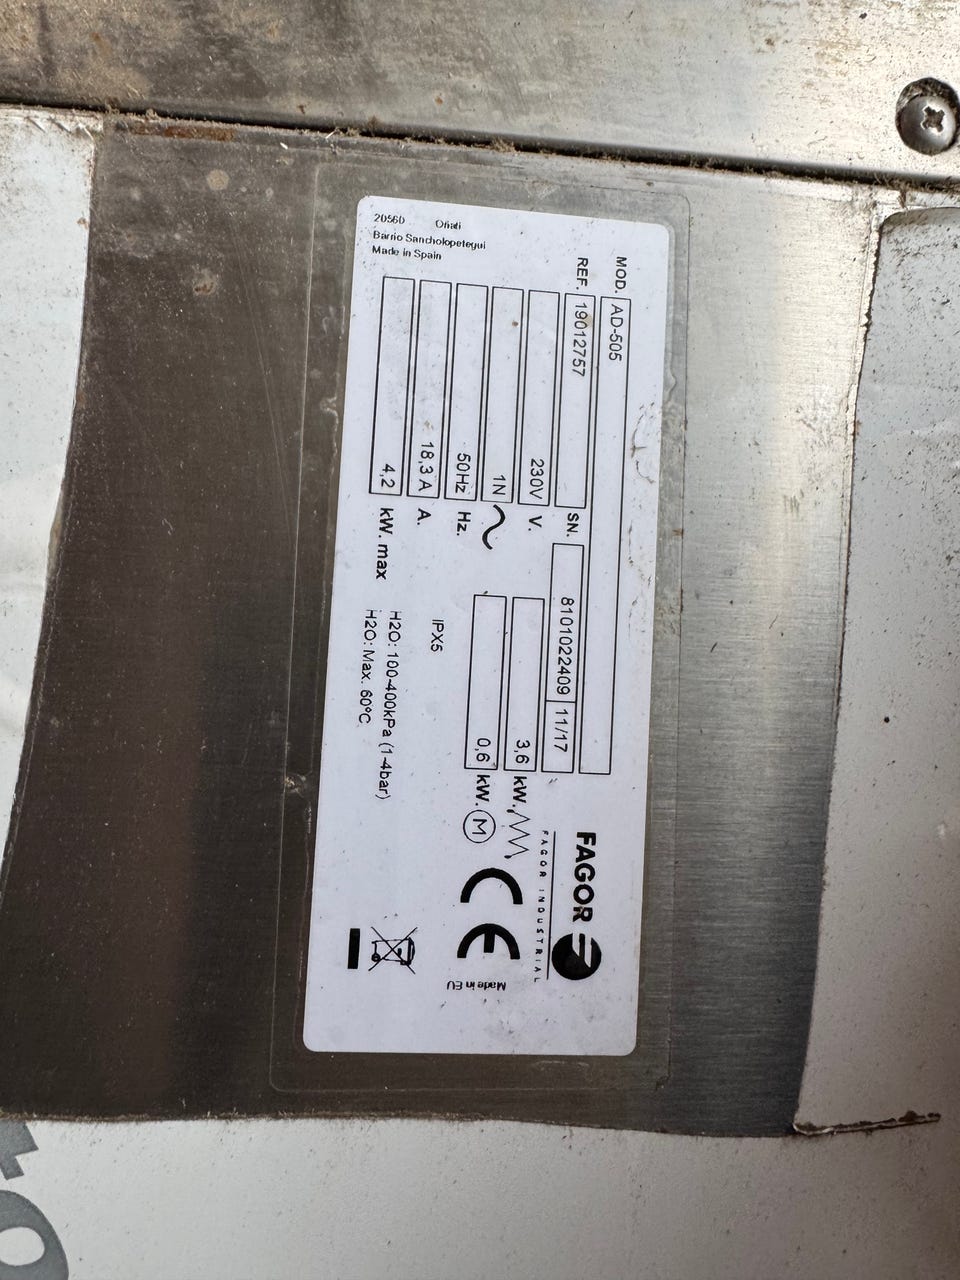 MOD. AD-505
REF. 19012757 SN. 8101022409 11/17
230V V. 3,6 kW.
1N 0,6 kW. M
50Hz Hz.
18,3 A A. IPX5
4,2 kW. max H2O: 100-400kPa (1-4bar)
H2O: Max. 60ºC
FAGOR
FAGOR INDUSTRIAL
CE
Made in EU
20560 Oñati
Barrio Sancholopetegui
Made in Spain